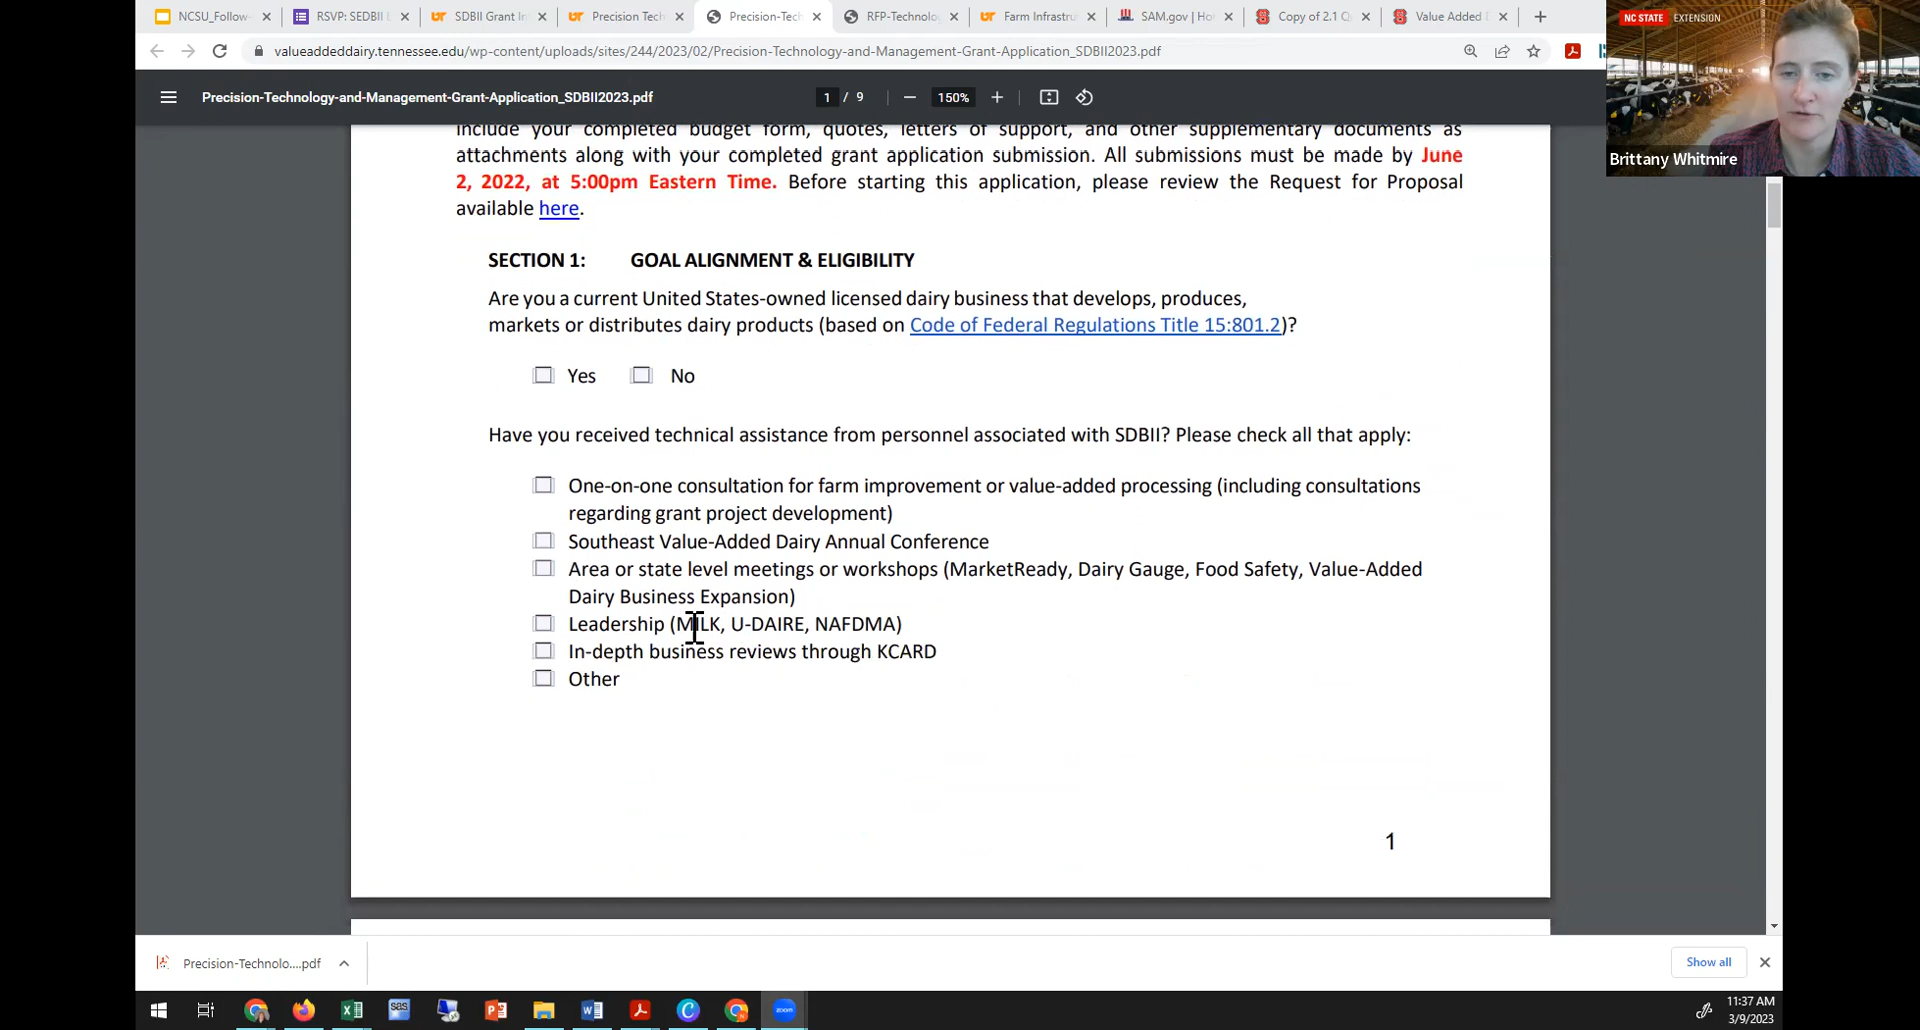 NCSU_Follow-
RSVP: SEDBII
SDBII Grant In
Precision Tech
Precision-Tech
RFP-Technolog
Farm Infrastru
SAM.gov | Ho
Copy of 2.1 Q
Value Added D
valueaddeddairy.tennessee.edu/wp-content/uploads/sites/244/2023/02/Precision-Technology-and-Management-Grant-Application_SDBII2023.pdf
NC STATE EXTENSION
Brittany Whitmire
Precision-Technology-and-Management-Grant-Application_SDBII2023.pdf
1 / 9
150%
include your completed budget form, quotes, letters of support, and other supplementary documents as
attachments along with your completed grant application submission. All submissions must be made by June
2, 2022, at 5:00pm Eastern Time. Before starting this application, please review the Request for Proposal
available here.
SECTION 1: GOAL ALIGNMENT & ELIGIBILITY
Are you a current United States-owned licensed dairy business that develops, produces,
markets or distributes dairy products (based on Code of Federal Regulations Title 15:801.2)?
Yes No
Have you received technical assistance from personnel associated with SDBII? Please check all that apply:
One-on-one consultation for farm improvement or value-added processing (including consultations
regarding grant project development)
Southeast Value-Added Dairy Annual Conference
Area or state level meetings or workshops (MarketReady, Dairy Gauge, Food Safety, Value-Added
Dairy Business Expansion)
Leadership (MILK, U-DAIRE, NAFDMA)
In-depth business reviews through KCARD
Other
1
Precision-Technolo....pdf
Show all
11:37 AM
3/9/2023